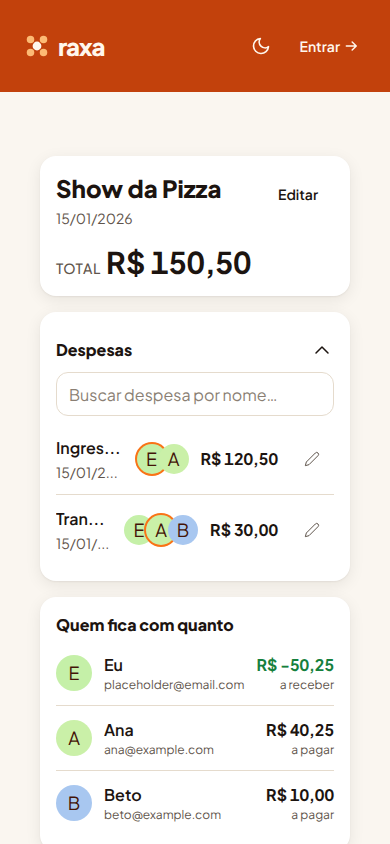 raxa
Entrar →
Show da Pizza
Editar
15/01/2026
TOTAL R$ 150,50
Despesas
Buscar despesa por nome...
Ingres...
E A
R$ 120,50
15/01/2...
Tran...
E A B
R$ 30,00
15/01/...
Quem fica com quanto
E
Eu
R$ -50,25
placeholder@email.com
a receber
A
Ana
R$ 40,25
ana@example.com
a pagar
B
Beto
R$ 10,00
beto@example.com
a pagar